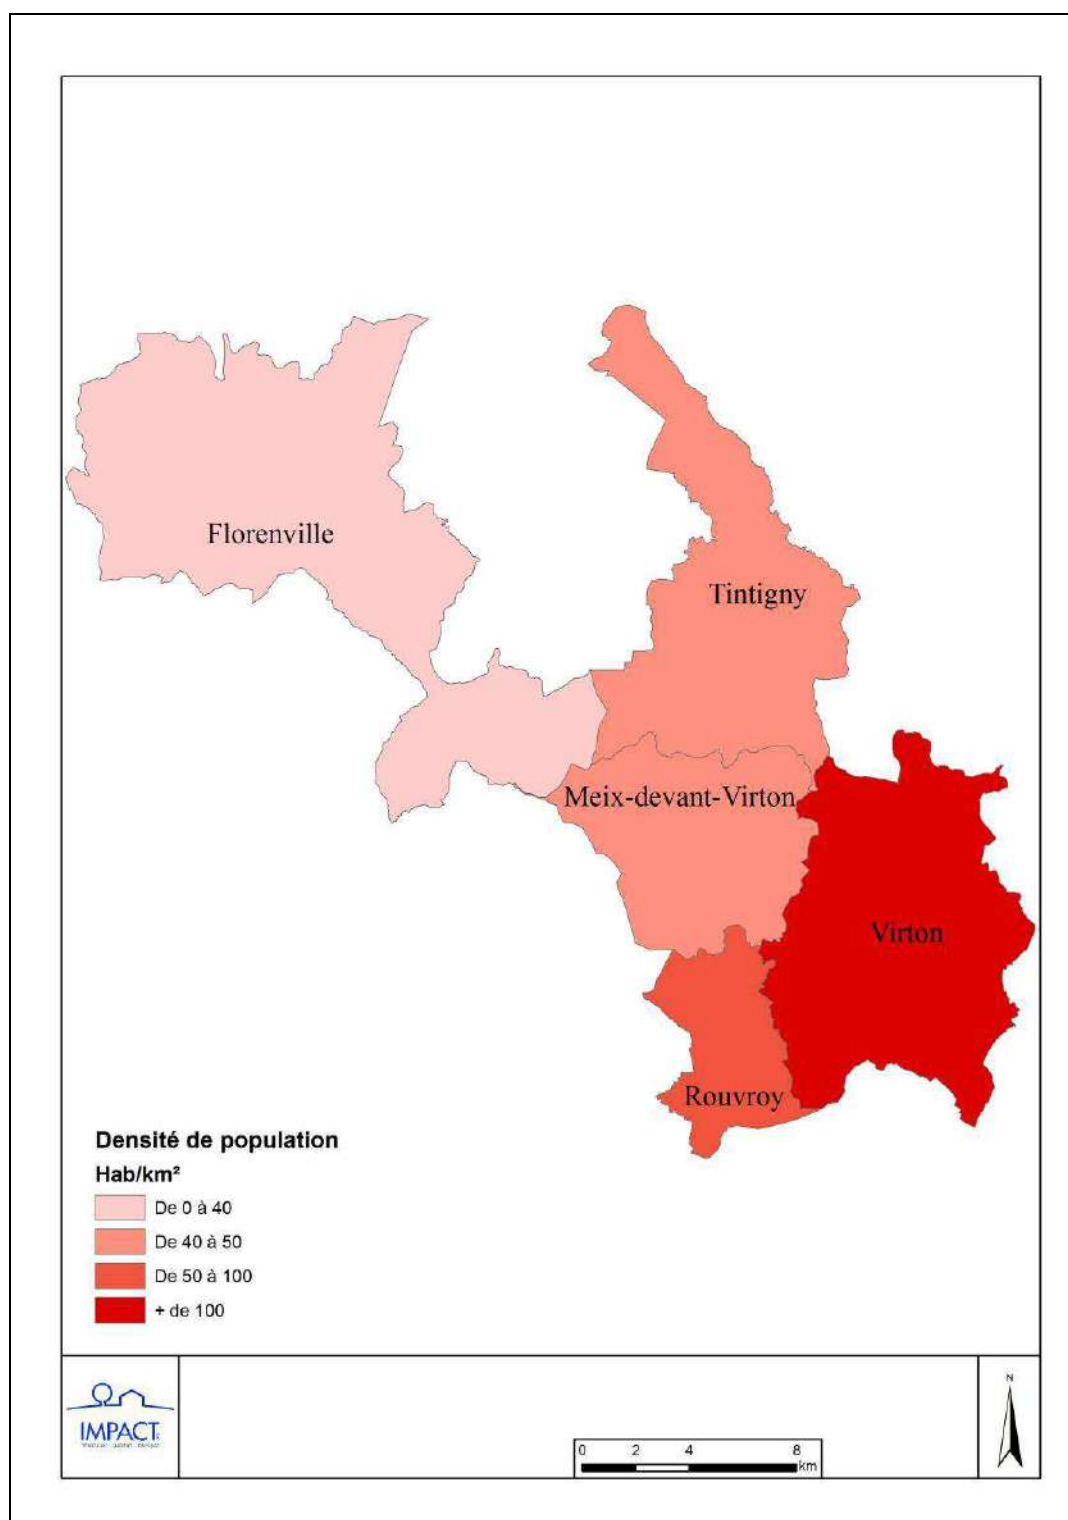 Florenville
Tintigny
Meix-devant-Virton
Virton
Rouvroy
Densité de population
Hab/km²
De 0 à 40
De 40 à 50
De 50 à 100
+ de 100
IMPACT
N
0 2 4 8
km